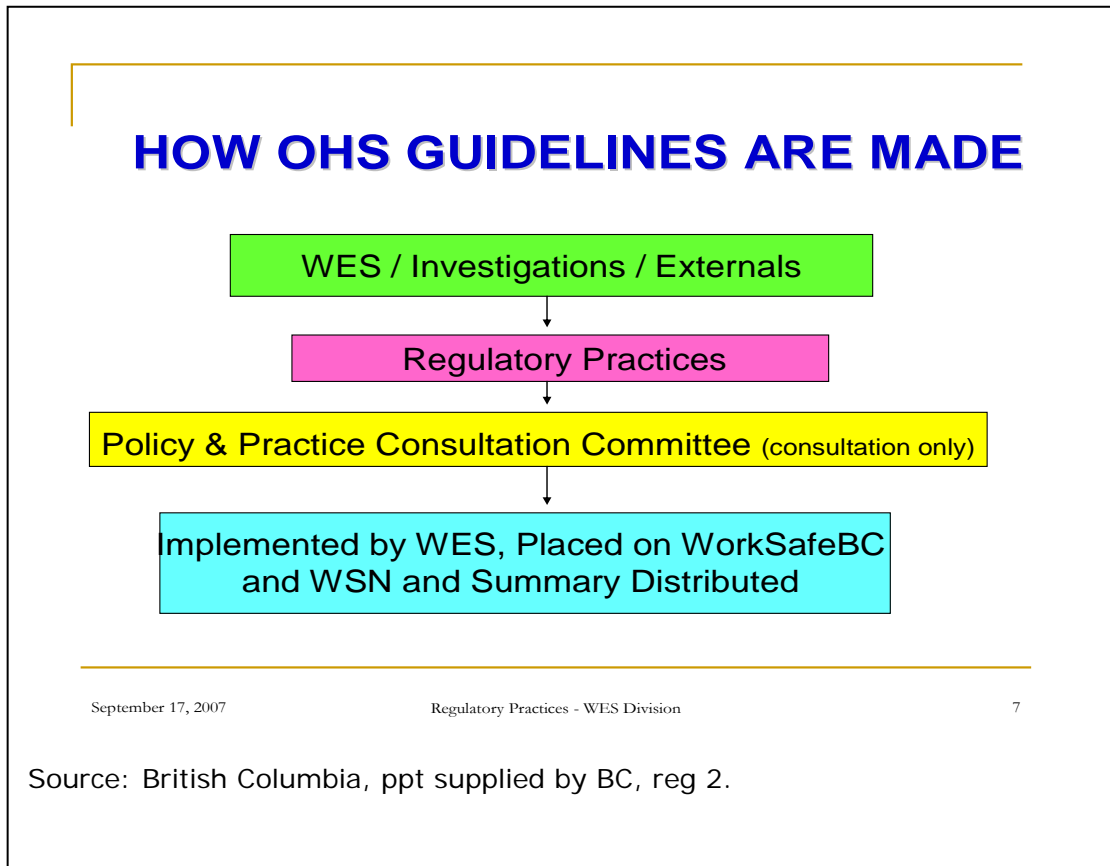 HOW OHS GUIDELINES ARE MADE
WES / Investigations / Externals
Regulatory Practices
Policy & Practice Consultation Committee (consultation only)
Implemented by WES, Placed on WorkSafeBC
and WSN and Summary Distributed
September 17, 2007 Regulatory Practices - WES Division 7
Source: British Columbia, ppt supplied by BC, reg 2.